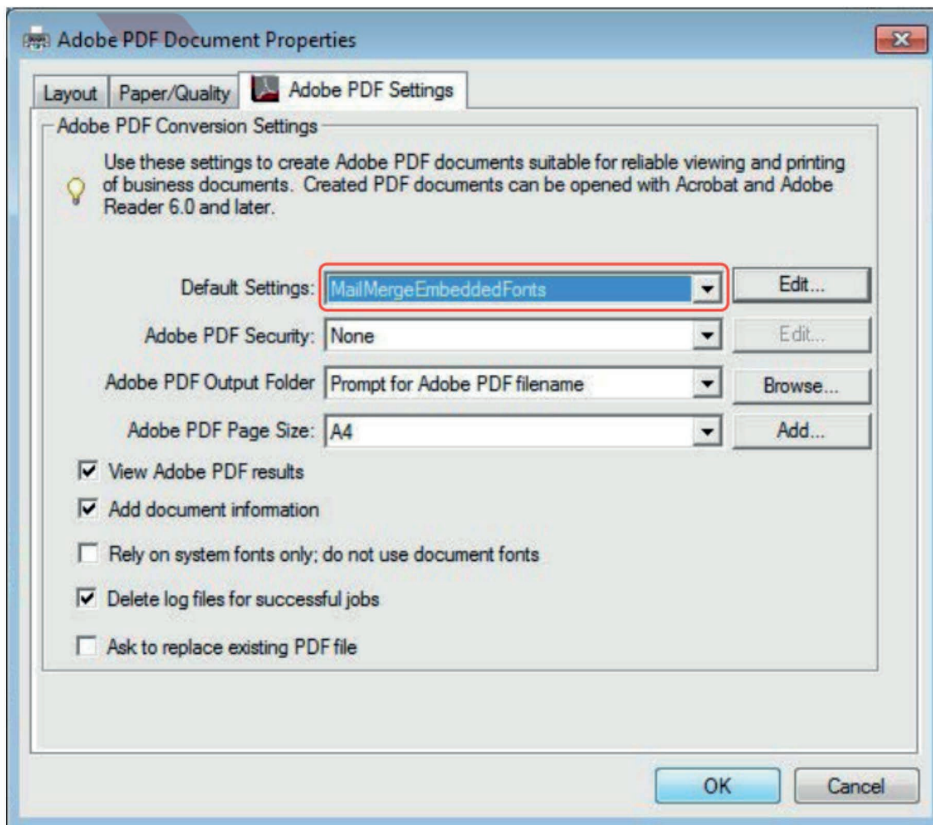 Adobe PDF Document Properties
Layout
Paper/Quality
Adobe PDF Settings
Adobe PDF Conversion Settings
Use these settings to create Adobe PDF documents suitable for reliable viewing and printing
of business documents. Created PDF documents can be opened with Acrobat and Adobe
Reader 6.0 and later.
Default Settings: MailMergeEmbeddedFonts Edit...
Adobe PDF Security: None Edit...
Adobe PDF Output Folder Prompt for Adobe PDF filename Browse...
Adobe PDF Page Size: A4 Add...
View Adobe PDF results
Add document information
Rely on system fonts only; do not use document fonts
Delete log files for successful jobs
Ask to replace existing PDF file
OK Cancel